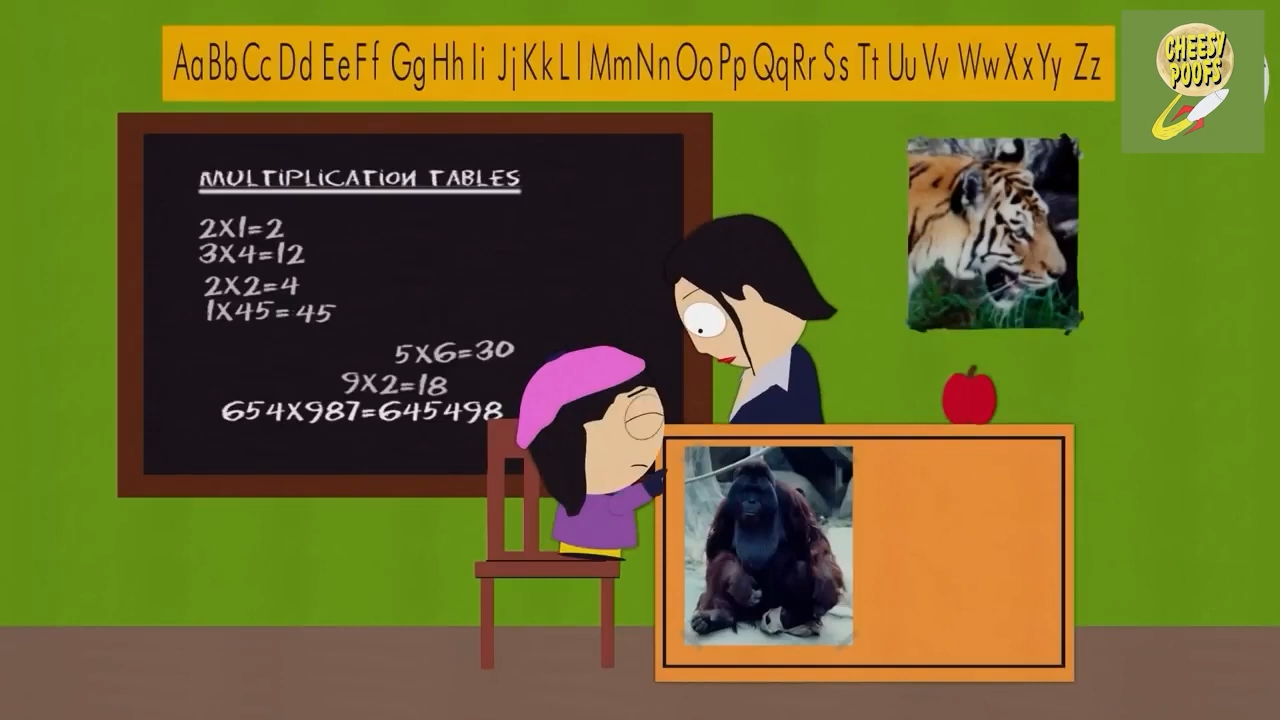 AaBbCcDdEeFfGgHhIiJjKkLlMmNnOoPpQqRrSsTtUuVvWwXxYyZz
CHEESY
POOFS
MULTIPLICATION TABLES
2X1=2
3X4=12
2X2=4
1X45=45
5X6=30
9X2=18
654X987=645498